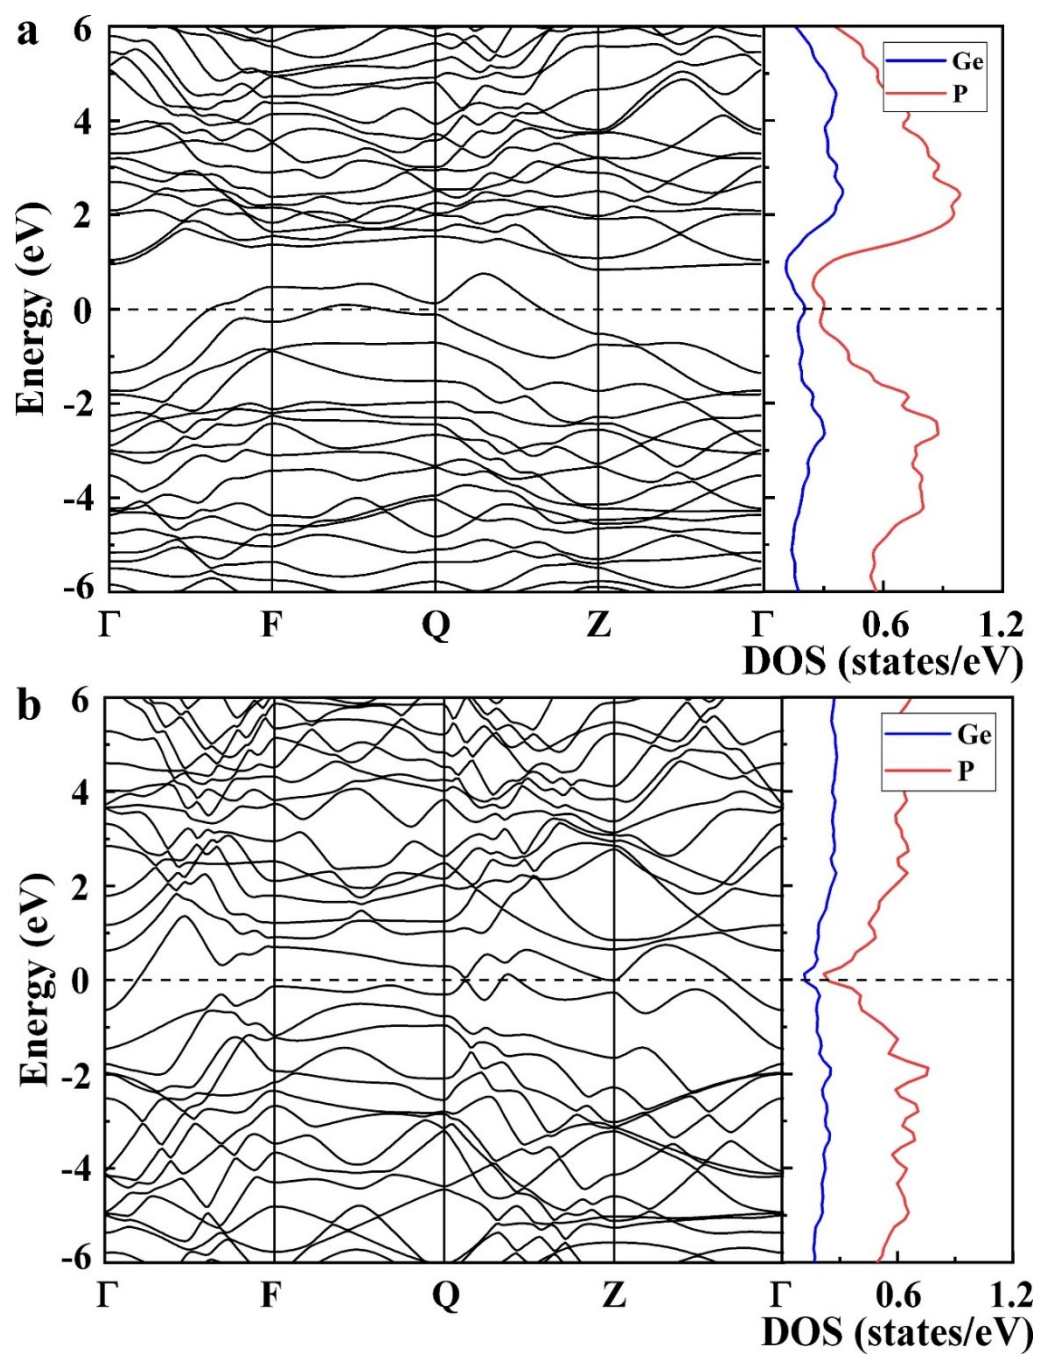 a
6
4
2
0
-2
-4
-6
Energy (eV)
Γ F Q Z Γ 0.6 1.2
DOS (states/eV)
Ge
P
b
6
4
2
0
-2
-4
-6
Energy (eV)
Γ F Q Z Γ 0.6 1.2
DOS (states/eV)
Ge
P